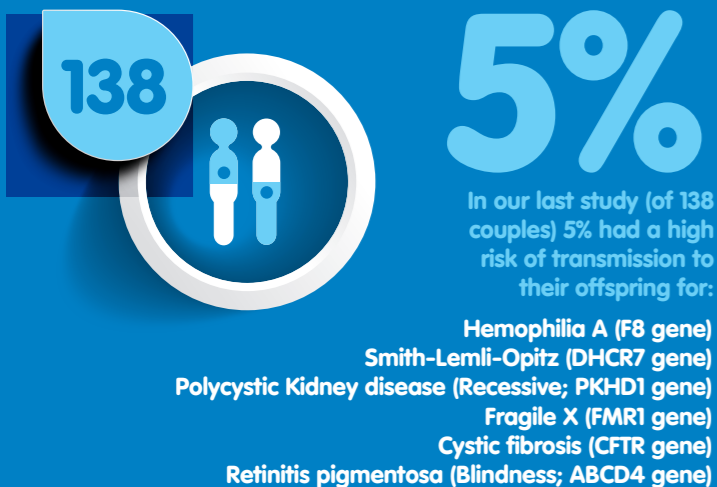 138
5%
In our last study (of 138
couples) 5% had a high
risk of transmission to
their offspring for:
Hemophilia A (F8 gene)
Smith-Lemli-Opitz (DHCR7 gene)
Polycystic Kidney disease (Recessive; PKHD1 gene)
Fragile X (FMR1 gene)
Cystic fibrosis (CFTR gene)
Retinitis pigmentosa (Blindness; ABCD4 gene)